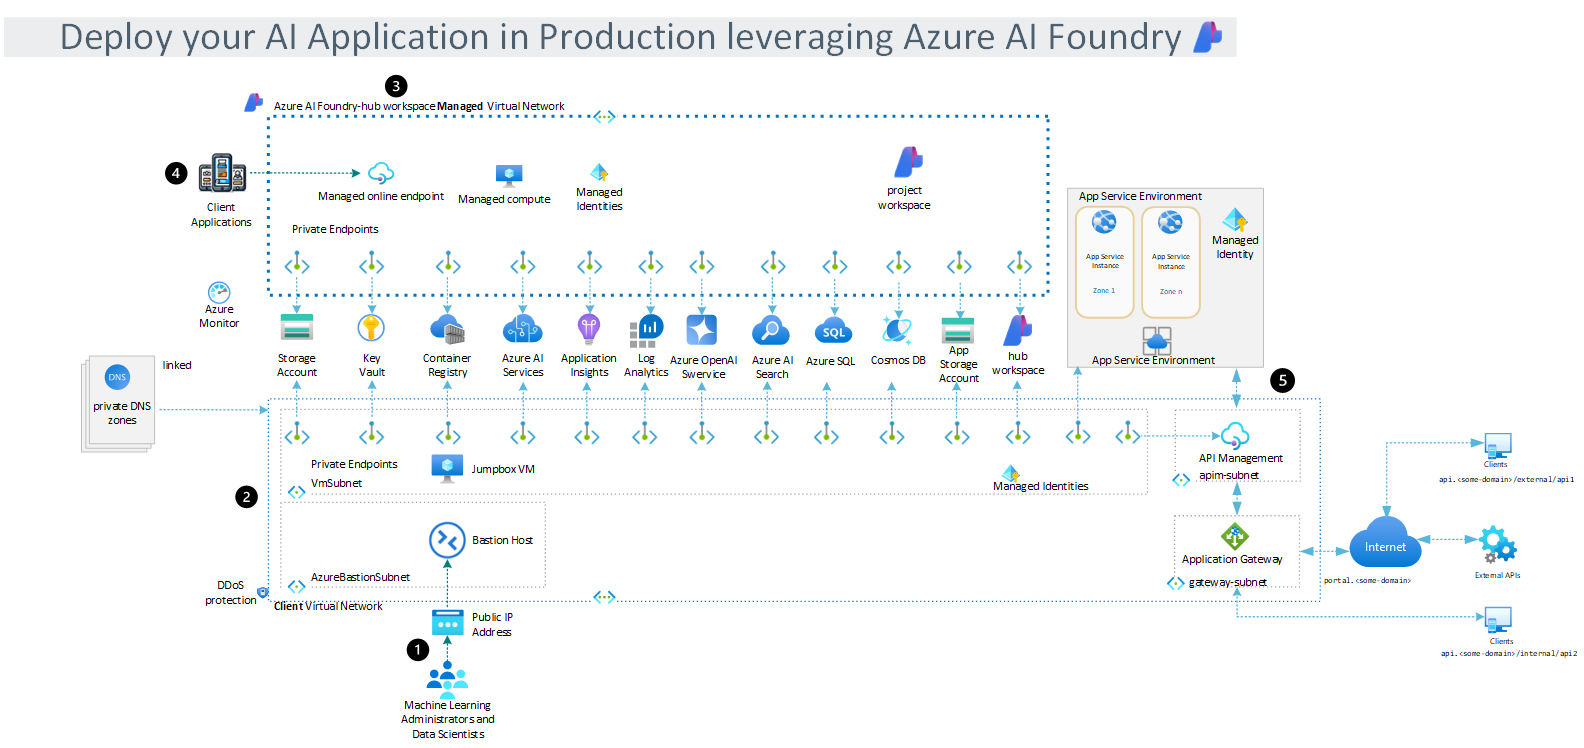 Deploy your AI Application in Production leveraging Azure AI Foundry
3
Azure AI Foundry-hub workspace Managed Virtual Network
4
Client
Applications
Managed online endpoint
Managed compute
Managed
Identities
project
workspace
Private Endpoints
App Service Environment
App Service
Instance
Zone 1
App Service
Instance
Zone n
Managed
Identity
App Service Environment
Azure
Monitor
Storage
Account
Key
Vault
Container
Registry
Azure AI
Services
Application
Insights
Log
Analytics
Azure OpenAI
Swervice
Azure AI
Search
SQL
Azure SQL
Cosmos DB
App
Storage
Account
hub
workspace
5
linked
DNS
private DNS
zones
Private Endpoints
VmSubnet
Jumpbox VM
Managed Identities
API Management
apim-subnet
2
Bastion Host
AzureBastionSubnet
Application Gateway
gateway-subnet
DDoS
protection
Client Virtual Network
Internet
portal.<some-domain>
Clients
api.<some-domain>/external/api1
External APIs
Clients
api.<some-domain>/internal/api2
Public IP
Address
1
Machine Learning
Administrators and
Data Scientists